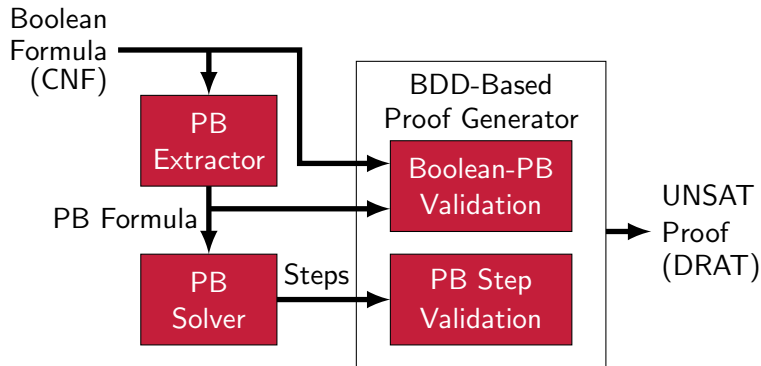 Boolean
Formula
(CNF)
PB
Extractor
PB Formula
PB
Solver
Steps
BDD-Based
Proof Generator
Boolean-PB
Validation
PB Step
Validation
UNSAT
Proof
(DRAT)